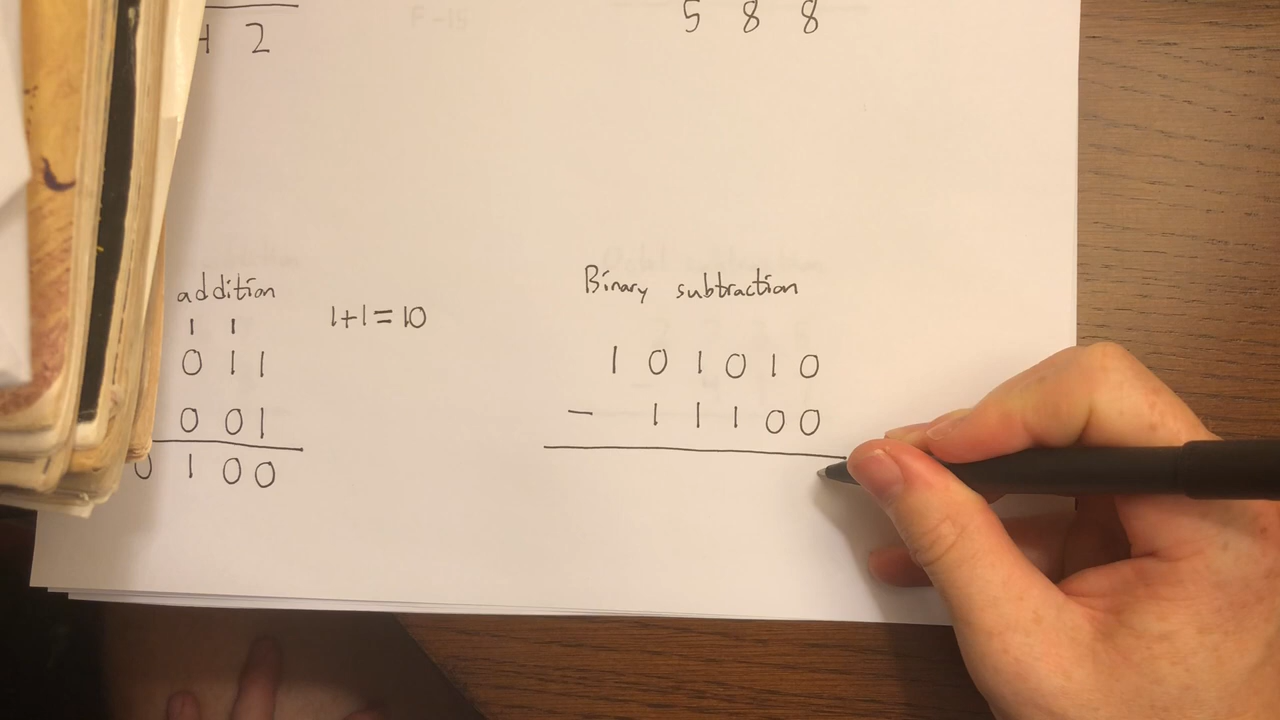 2
5 8 8
addition
1 1
0 1 1
0 0 1
0 1 0 0
1+1=10
Binary subtraction
1 0 1 0 1 0
- 1 1 1 0 0